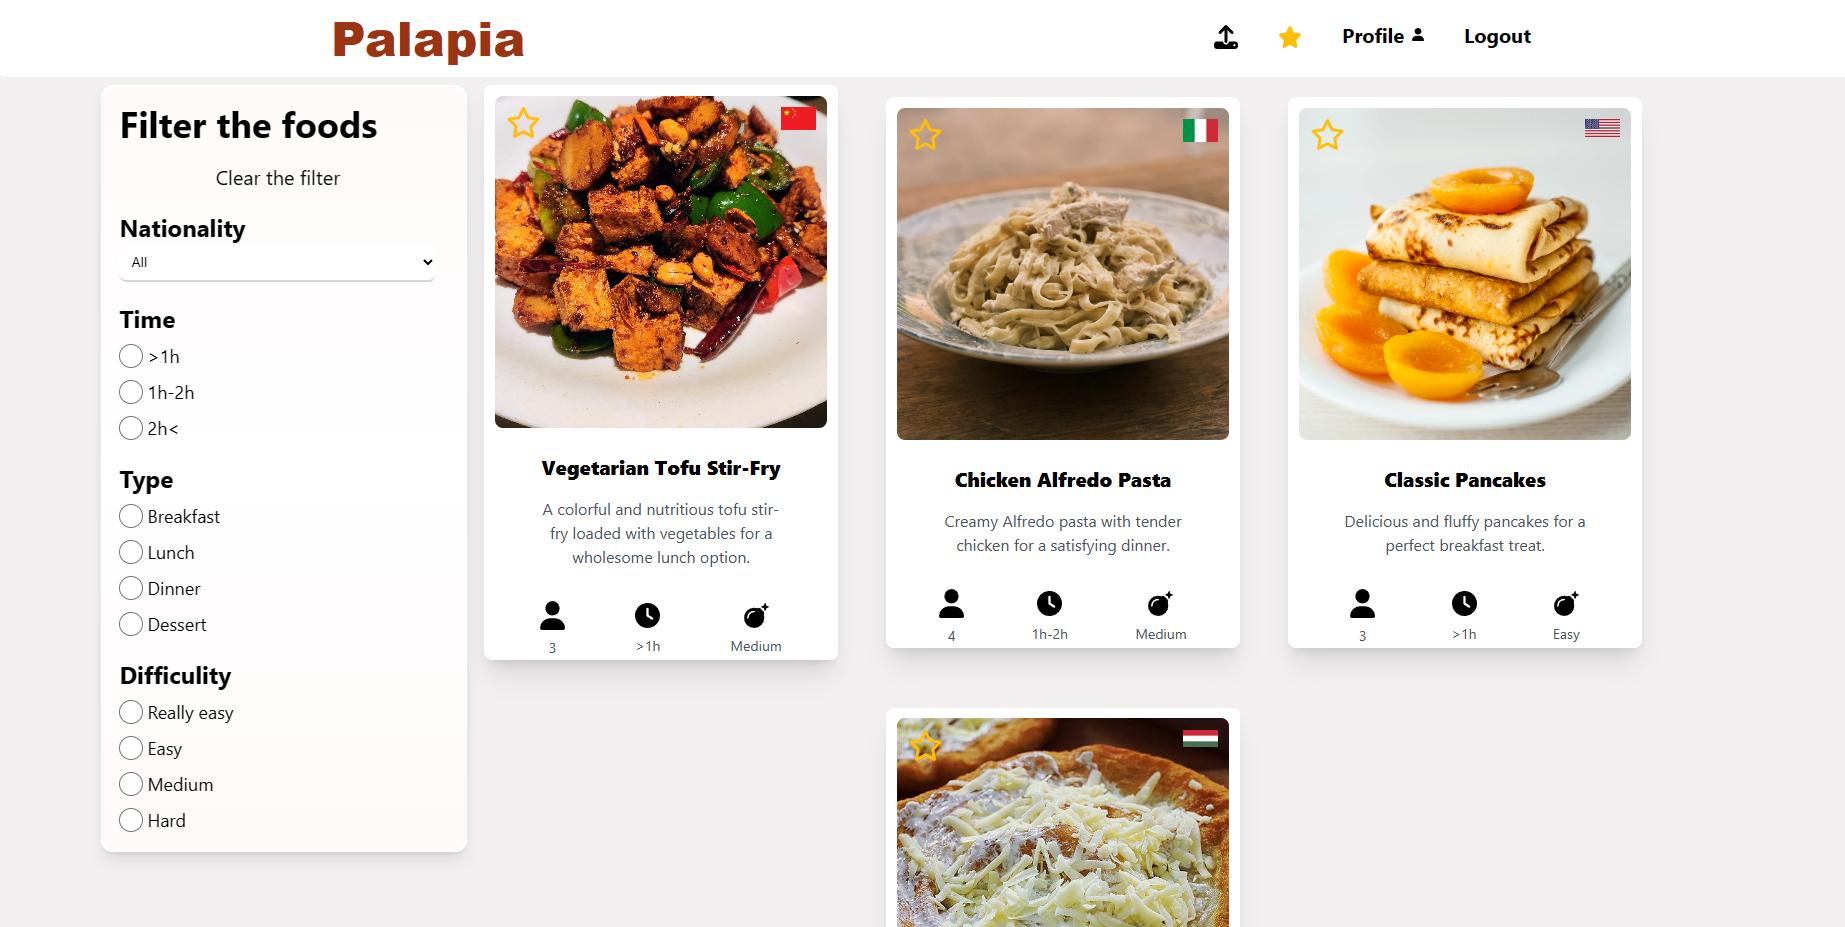 Palapia
Profile
Logout
Filter the foods
Clear the filter
Nationality
All
Time
>1h
1h-2h
2h<
Type
Breakfast
Lunch
Dinner
Dessert
Difficulity
Really easy
Easy
Medium
Hard
Vegetarian Tofu Stir-Fry
A colorful and nutritious tofu stir-
fry loaded with vegetables for a
wholesome lunch option.
3
>1h
Medium
Chicken Alfredo Pasta
Creamy Alfredo pasta with tender
chicken for a satisfying dinner.
4
1h-2h
Medium
Classic Pancakes
Delicious and fluffy pancakes for a
perfect breakfast treat.
3
>1h
Easy